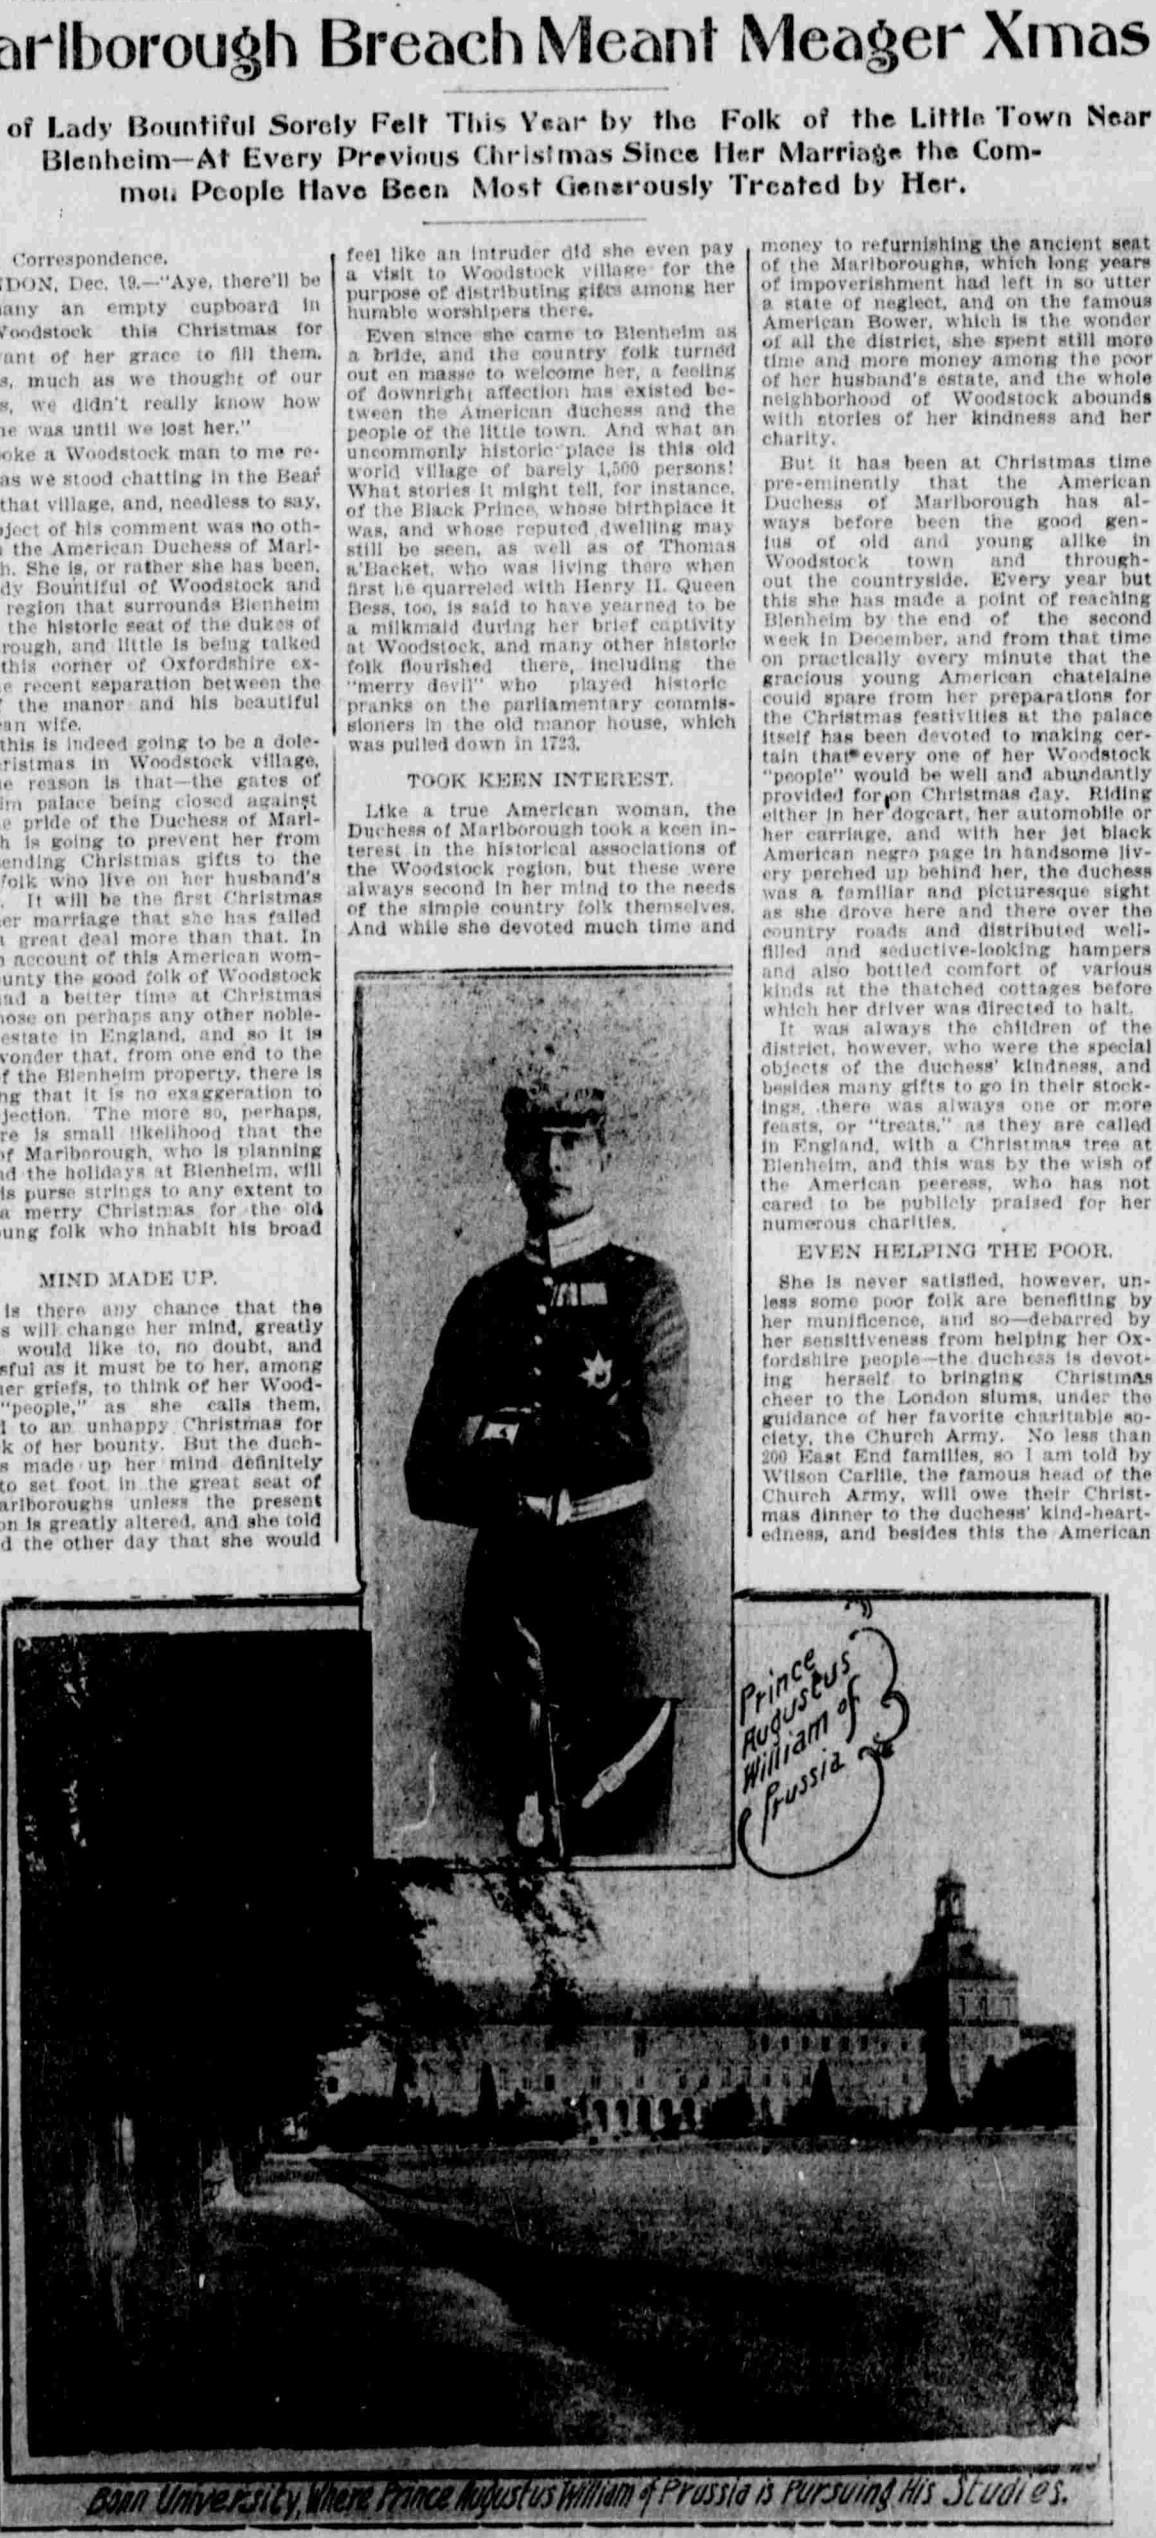 arlborough Breach Meant Meager Xmas
of Lady Bountiful Sorely Felt This Year by the Folk of the Little Town Near
Blenheim—At Every Previous Christmas Since Her Marriage the Com-
mon People Have Been Most Generously Treated by Her.
Correspondence.
DON, Dec. 19.—"Aye, there'll be
any an empty cupboard in
oodstock this Christmas for
ant of her grace to fill them.
s, much as we thought of our
s, we didn't really know how
e was until we lost her."
oke a Woodstock man to me re-
as we stood chatting in the Bear
that village, and, needless to say,
ject of his comment was no oth-
the American Duchess of Marl-
h. She is, or rather she has been,
dy Bountiful of Woodstock and
region that surrounds Blenheim
the historic seat of the dukes of
rough, and little is being talked
this corner of Oxfordshire ex-
e recent separation between the
the manor and his beautiful
an wife.
this is indeed going to be a dole-
ristmas in Woodstock village,
e reason is that—the gates of
im palace being closed against
e pride of the Duchess of Marl-
h is going to prevent her from
ending Christmas gifts to the
folk who live on her husband's
. It will be the first Christmas
er marriage that she has failed
a great deal more than that. In
account of this American wom-
unty the good folk of Woodstock
ad a better time at Christmas
hose on perhaps any other noble-
estate in England, and so it is
wonder that, from one end to the
f the Blenheim property, there is
ng that it is no exaggeration to
jection. The more so, perhaps,
re is small likelihood that the
of Marlborough, who is planning
nd the holidays at Blenheim, will
is purse strings to any extent to
a merry Christmas for the old
ung folk who inhabit his broad
MIND MADE UP.
is there any chance that the
s will change her mind, greatly
would like to, no doubt, and
sful as it must be to her, among
her griefs, to think of her Wood-
"people," as she calls them,
to an unhappy Christmas for
k of her bounty. But the duch-
s made up her mind definitely
to set foot in the great seat of
arlboroughs unless the present
on is greatly altered, and she told
d the other day that she would
feel like an intruder did she even pay
a visit to Woodstock village for the
purpose of distributing gifts among her
humble worshipers there.
Even since she came to Blenheim as
a bride, and the country folk turned
out en masse to welcome her, a feeling
of downright affection has existed be-
tween the American duchess and the
people of the little town. And what an
uncommonly historic place is this old
world village of barely 1,500 persons!
What stories it might tell, for instance,
of the Black Prince, whose birthplace it
was, and whose reputed dwelling may
still be seen, as well as of Thomas
a'Backet, who was living there when
first he quarreled with Henry II. Queen
Bess, too, is said to have yearned to be
a milkmaid during her brief captivity
at Woodstock, and many other historic
folk flourished there, including the
"merry devil" who played historic
pranks on the parliamentary commis-
sioners in the old manor house, which
was pulled down in 1723.
TOOK KEEN INTEREST.
Like a true American woman, the
Duchess of Marlborough took a keen in-
terest in the historical associations of
the Woodstock region, but these were
always second in her mind to the needs
of the simple country folk themselves.
And while she devoted much time and
money to refurnishing the ancient seat
of the Marlboroughs, which long years
of impoverishment had left in so utter
a state of neglect, and on the famous
American Bower, which is the wonder
of all the district, she spent still more
time and more money among the poor
of her husband's estate, and the whole
neighborhood of Woodstock abounds
with stories of her kindness and her
charity.
But it has been at Christmas time
pre-eminently that the American
Duchess of Marlborough has al-
ways before been the good gen-
ius of old and young alike in
Woodstock town and through-
out the countryside. Every year but
this she has made a point of reaching
Blenheim by the end of the second
week in December, and from that time
on practically every minute that the
gracious young American chatelaine
could spare from her preparations for
the Christmas festivities at the palace
itself has been devoted to making cer-
tain that every one of her Woodstock
"people" would be well and abundantly
provided for on Christmas day. Riding
either in her dogcart, her automobile or
her carriage, and with her jet black
American negro page in handsome liv-
ery perched up behind her, the duchess
was a familiar and picturesque sight
as she drove here and there over the
country roads and distributed well-
filled and seductive-looking hampers
and also bottled comfort of various
kinds at the thatched cottages before
which her driver was directed to halt.
It was always the children of the
district, however, who were the special
objects of the duchess' kindness, and
besides many gifts to go in their stock-
ings, there was always one or more
feasts, or "treats," as they are called
in England, with a Christmas tree at
Blenheim, and this was by the wish of
the American peeress, who has not
cared to be publicly praised for her
numerous charities.
EVEN HELPING THE POOR.
She is never satisfied, however, un-
less some poor folk are benefiting by
her munificence, and so—debarred by
her sensitiveness from helping her Ox-
fordshire people—the duchess is devot-
ing herself to bringing Christmas
cheer to the London slums, under the
guidance of her favorite charitable so-
ciety, the Church Army. No less than
200 East End families, so I am told by
Wilson Carlile, the famous head of the
Church Army, will owe their Christ-
mas dinner to the duchess' kind-heart-
edness, and besides this the American
Prince
Augustus
William of
Prussia
Bonn University, Where Prince Augustus William of Prussia is Pursuing His Studies.